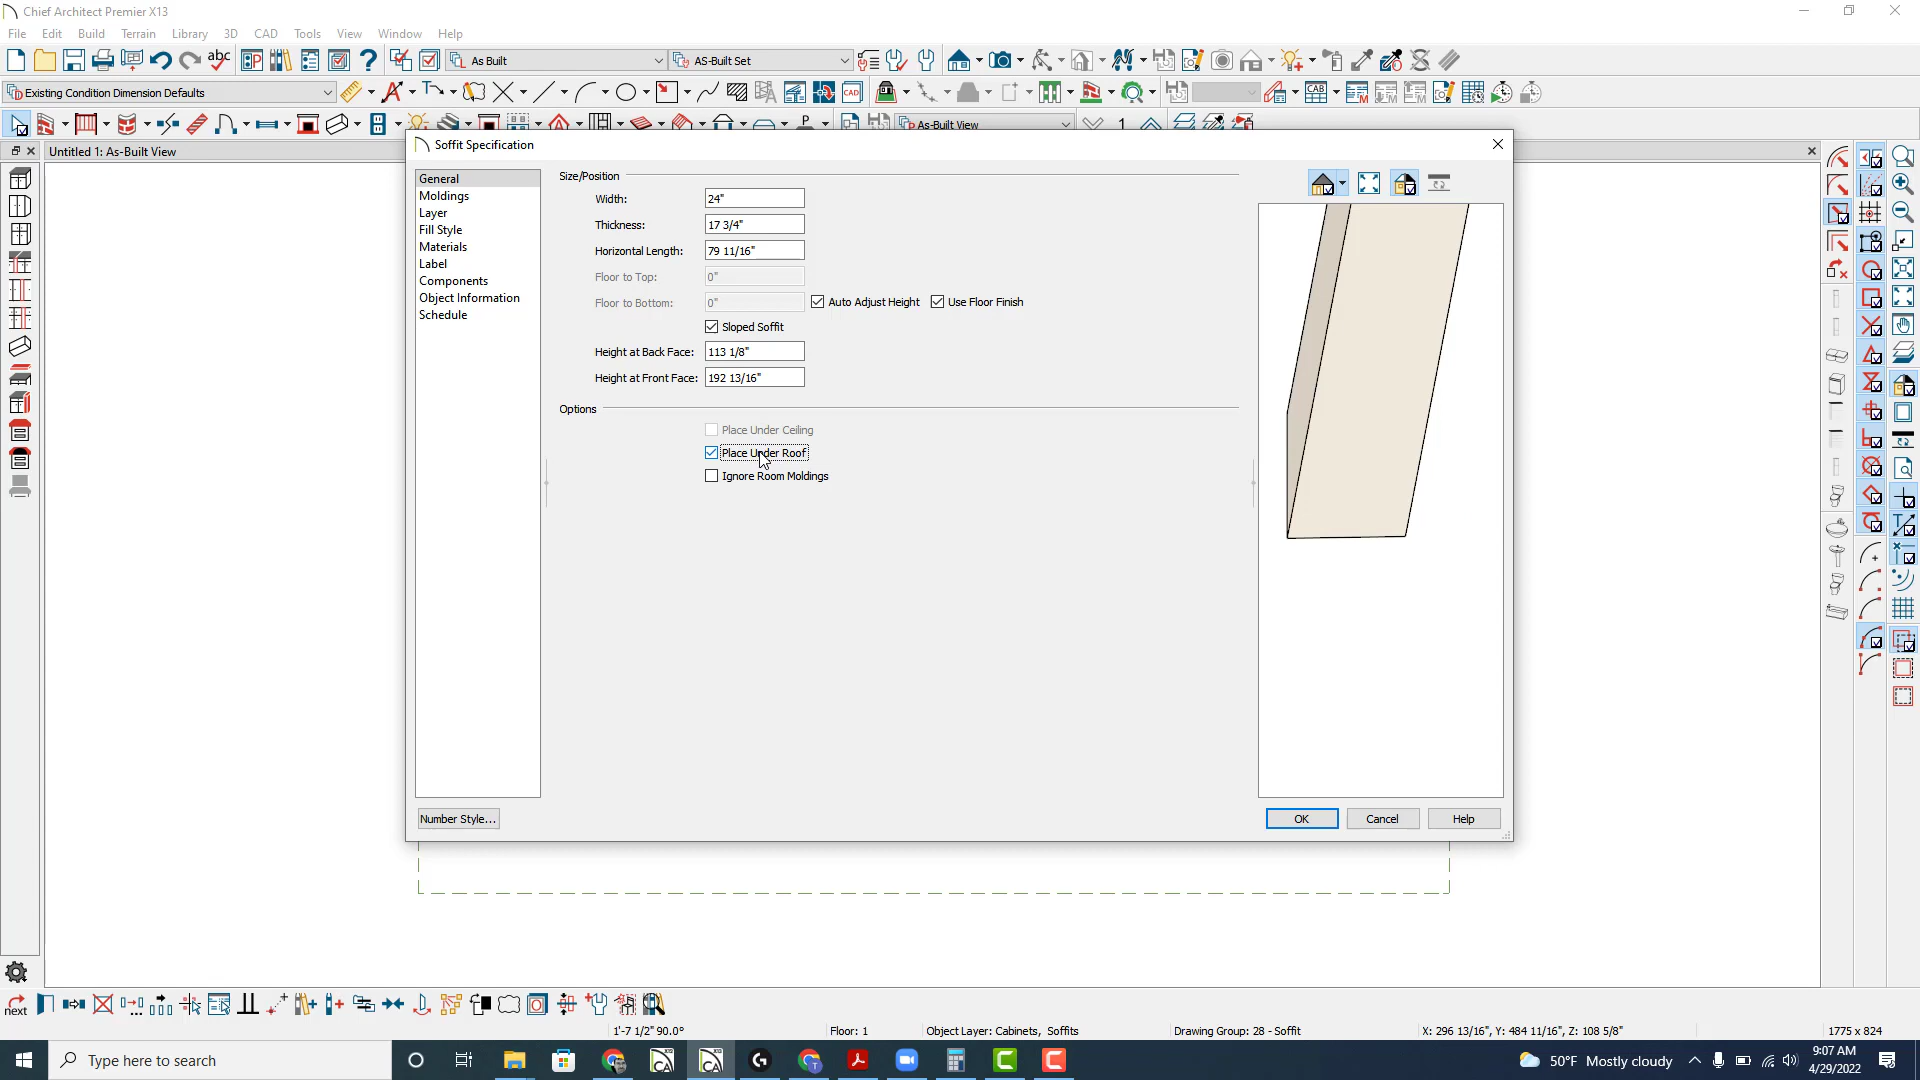 Chief Architect Premier X13
File Edit Build Terrain Library 3D CAD Tools View Window Help
As Built AS-Built Set
Existing Condition Dimension Defaults
As-Built View 1
Untitled 1: As-Built View
Soffit Specification
General
Moldings
Layer
Fill Style
Materials
Label
Components
Object Information
Schedule
Size/Position
Width: 24"
Thickness: 17 3/4"
Horizontal Length: 79 11/16"
Floor to Top: 0"
Floor to Bottom: 0" Auto Adjust Height Use Floor Finish
Sloped Soffit
Height at Back Face: 113 1/8"
Height at Front Face: 192 13/16"
Options
Place Under Ceiling
Place Under Roof
Ignore Room Moldings
Number Style...
OK Cancel Help
next
1'-7 1/2" 90.0° Floor: 1 Object Layer: Cabinets, Soffits Drawing Group: 28 - Soffit X: 296 13/16", Y: 484 11/16", Z: 108 5/8" 1775 x 824
Type here to search
50°F Mostly cloudy
9:07 AM
4/29/2022